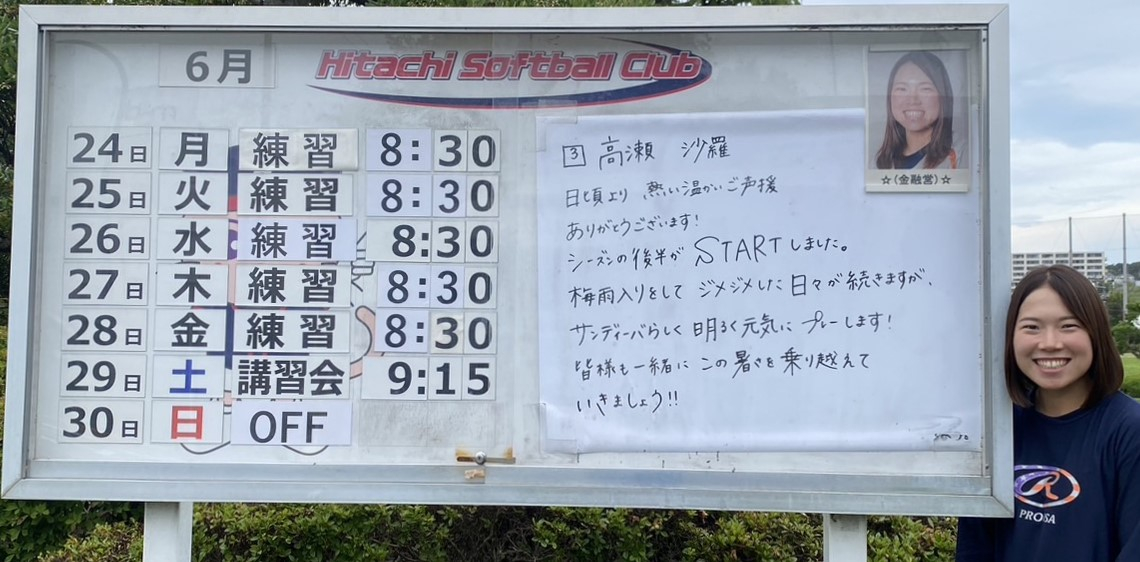 6月
Hitachi Softball Club
24日 月 練習 8:30
25日 火 練習 8:30
26日 水 練習 8:30
27日 木 練習 8:30
28日 金 練習 8:30
29日 土 講習会 9:15
30日 日 OFF
☆(金融営)☆
3 高瀬 沙羅
日頃より 熱い温かいご声援
ありがとうございます!
シーズンの後半が STARTしました。
梅雨入りをして ジメジメした日々が続きますが、
サンディーバらしく 明るく元気に プレーします!
皆様も一緒に この暑さを乗り越えて
いきましょう!!
PROSA